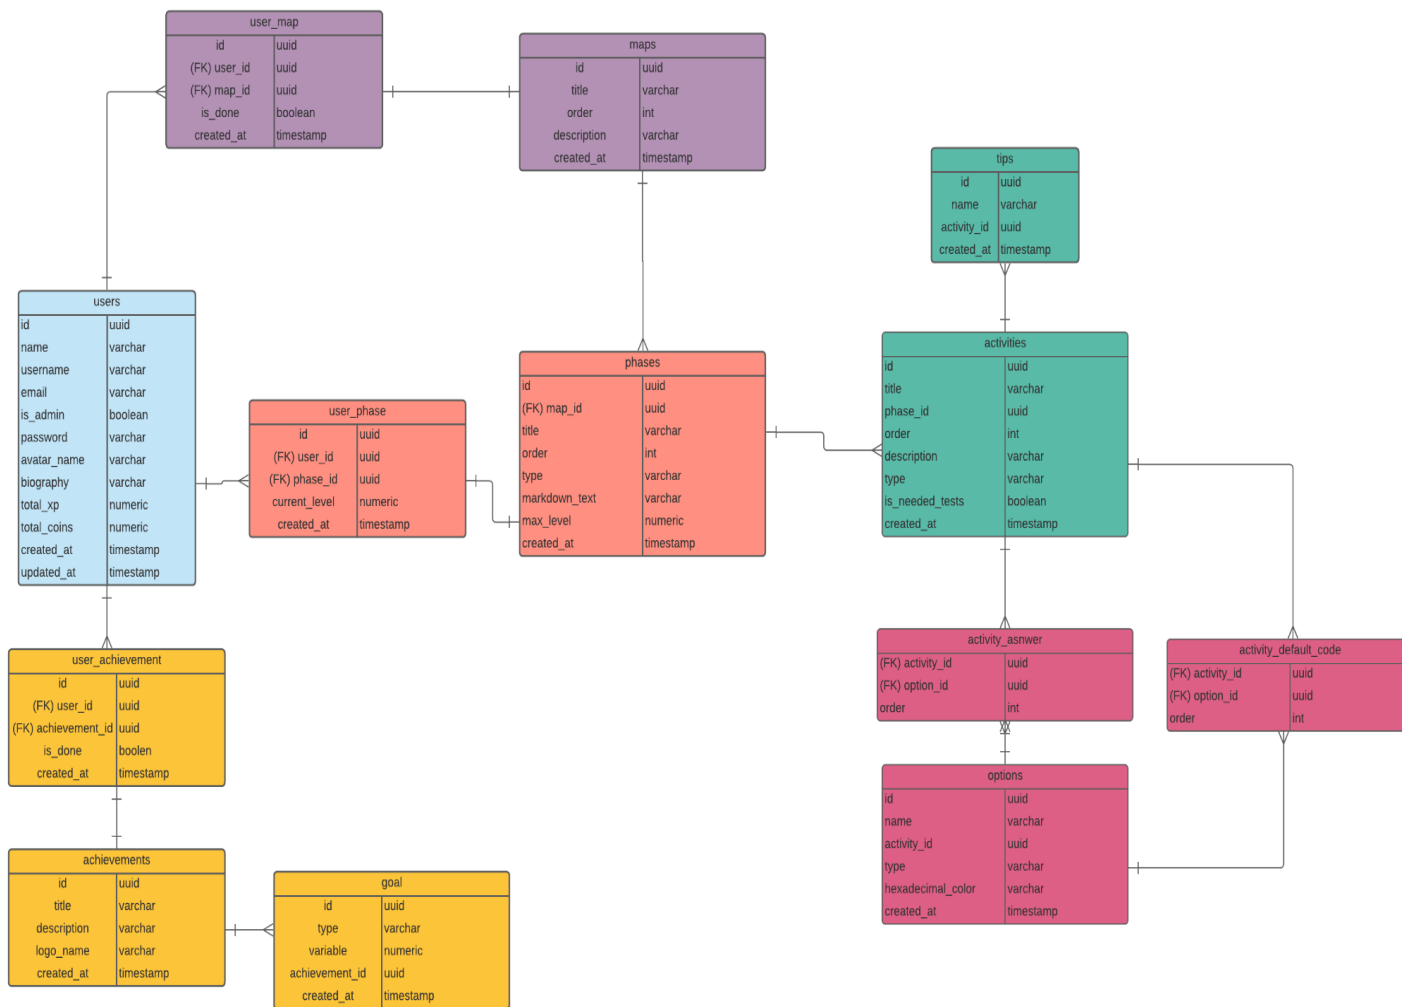 user_map
id uuid
(FK) user_id uuid
(FK) map_id uuid
is_done boolean
created_at timestamp
maps
id uuid
title varchar
order int
description varchar
created_at timestamp
tips
id uuid
name varchar
activity_id uuid
created_at timestamp
users
id uuid
name varchar
username varchar
email varchar
is_admin boolean
password varchar
avatar_name varchar
biography varchar
total_xp numeric
total_coins numeric
created_at timestamp
updated_at timestamp
user_phase
id uuid
(FK) user_id uuid
(FK) phase_id uuid
current_level numeric
created_at timestamp
phases
id uuid
(FK) map_id uuid
title varchar
order int
type varchar
markdown_text varchar
max_level numeric
created_at timestamp
activities
id uuid
title varchar
phase_id uuid
order int
description varchar
type varchar
is_needed_tests boolean
created_at timestamp
user_achievement
id uuid
(FK) user_id uuid
(FK) achievement_id uuid
is_done boolen
created_at timestamp
activity_asnwer
(FK) activity_id uuid
(FK) option_id uuid
order int
activity_default_code
(FK) activity_id uuid
(FK) option_id uuid
order int
options
id uuid
name varchar
activity_id uuid
type varchar
hexadecimal_color varchar
created_at timestamp
achievements
id uuid
title varchar
description varchar
logo_name varchar
created_at timestamp
goal
id uuid
type varchar
variable numeric
achievement_id uuid
created_at timestamp